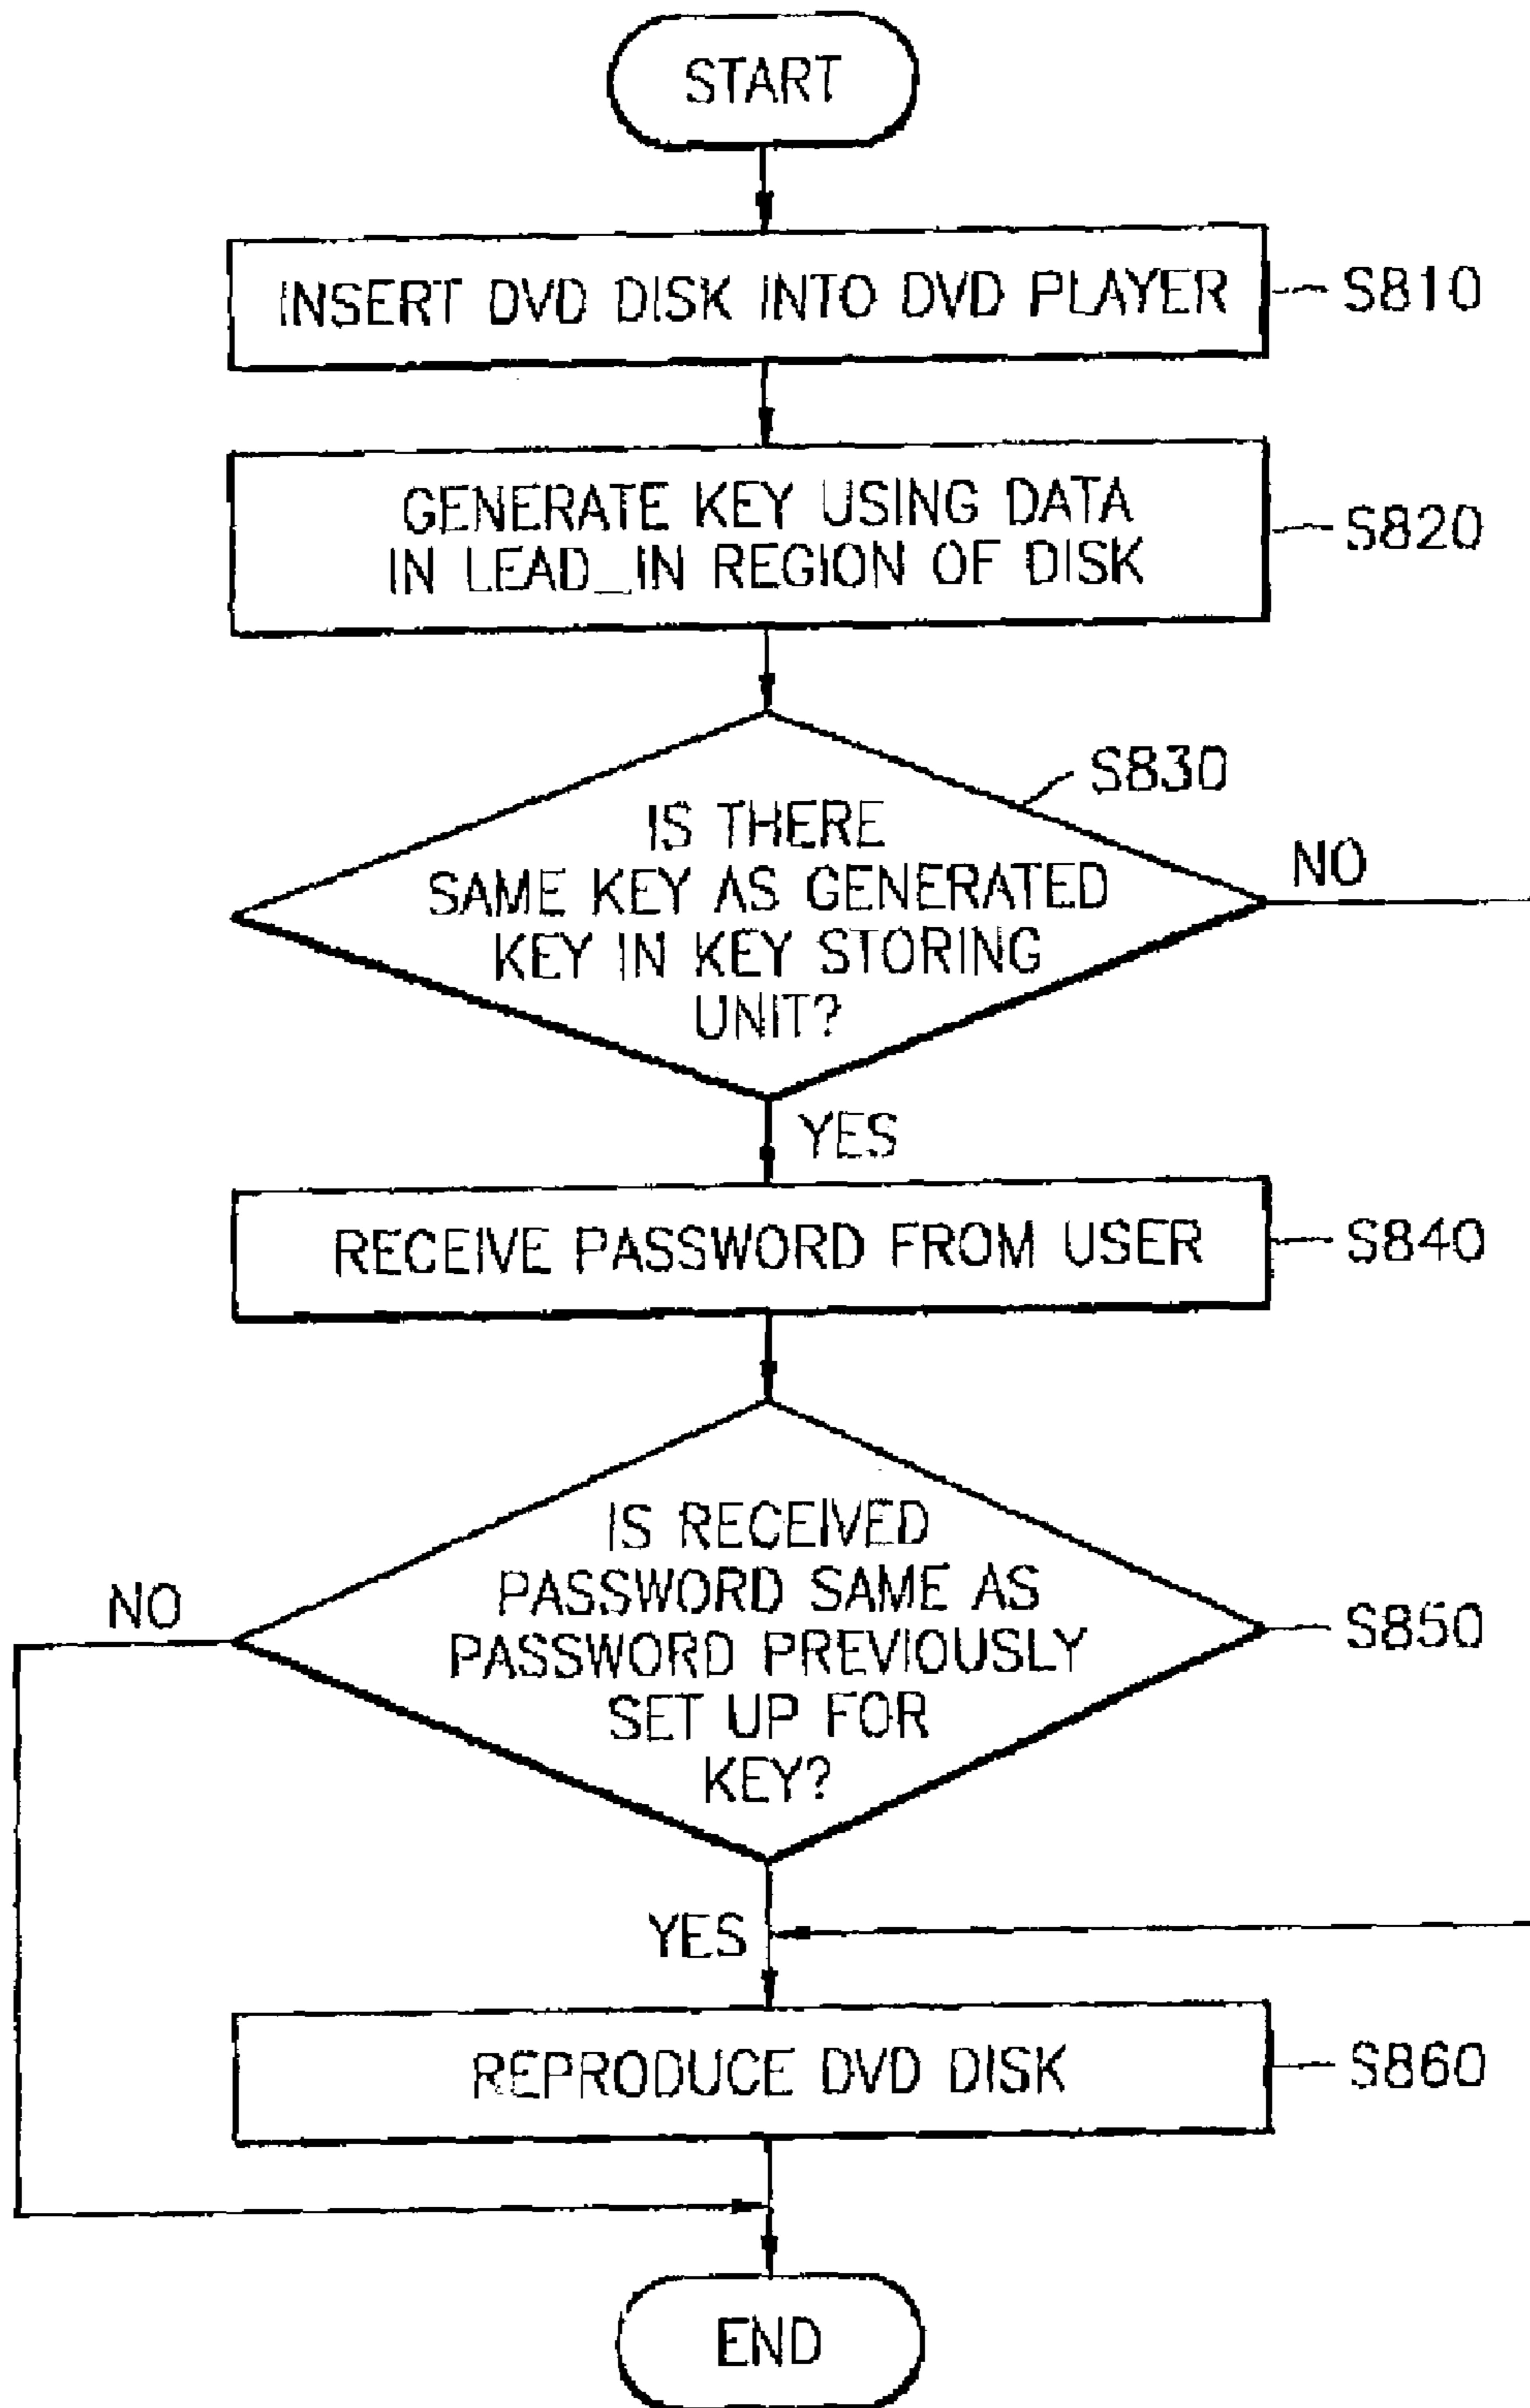 START
INSERT DVD DISK INTO DVD PLAYER
S810
GENERATE KEY USING DATA
IN LEAD_IN REGION OF DISK
S820
S830
IS THERE
SAME KEY AS GENERATED
KEY IN KEY STORING
UNIT?
NO
YES
RECEIVE PASSWORD FROM USER
S840
IS RECEIVED
PASSWORD SAME AS
PASSWORD PREVIOUSLY
SET UP FOR
KEY?
NO
S850
YES
REPRODUCE DVD DISK
S860
END